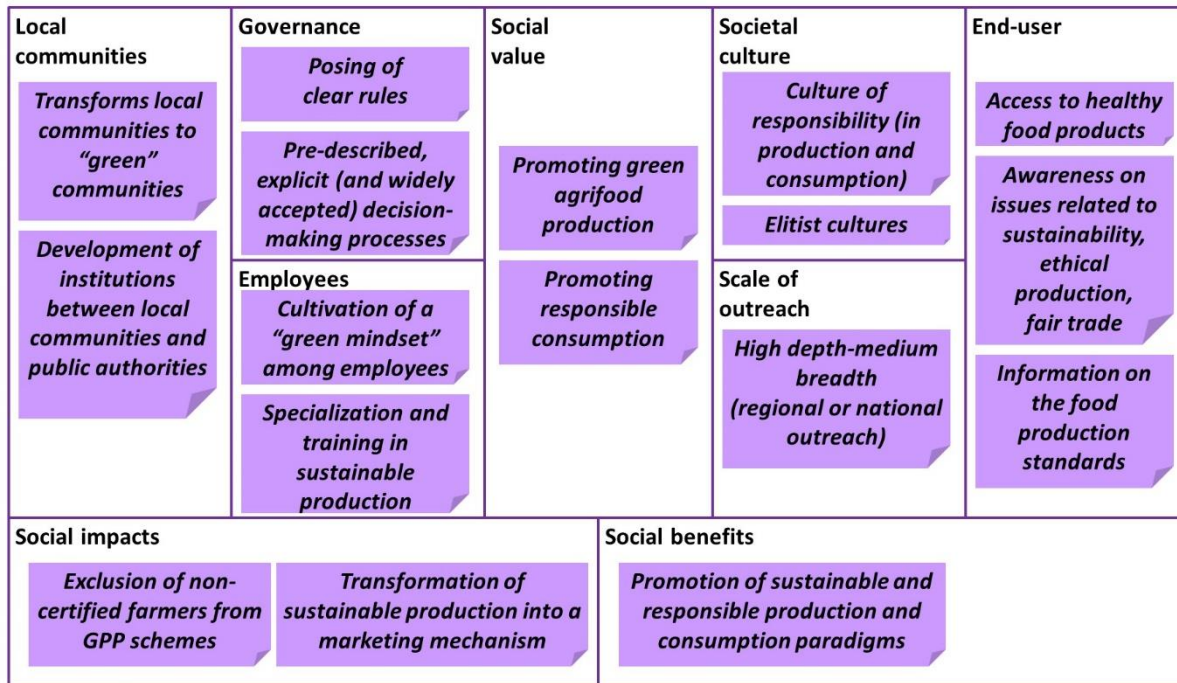 Local
communities
Transforms local
communities to
“green”
communities
Development of
institutions
between local
communities and
public authorities
Governance
Posing of
clear rules
Pre-described,
explicit (and widely
accepted) decision-
making processes
Employees
Cultivation of a
“green mindset”
among employees
Specialization and
training in
sustainable
production
Social
value
Promoting green
agrifood
production
Promoting
responsible
consumption
Societal
culture
Culture of
responsibility (in
production and
consumption)
Elitist cultures
Scale of
outreach
High depth-medium
breadth
(regional or national
outreach)
End-user
Access to healthy
food products
Awareness on
issues related to
sustainability,
ethical
production,
fair trade
Information on
the food
production
standards
Social impacts
Exclusion of non-
certified farmers from
GPP schemes
Transformation of
sustainable production into a
marketing mechanism
Social benefits
Promotion of sustainable and
responsible production and
consumption paradigms